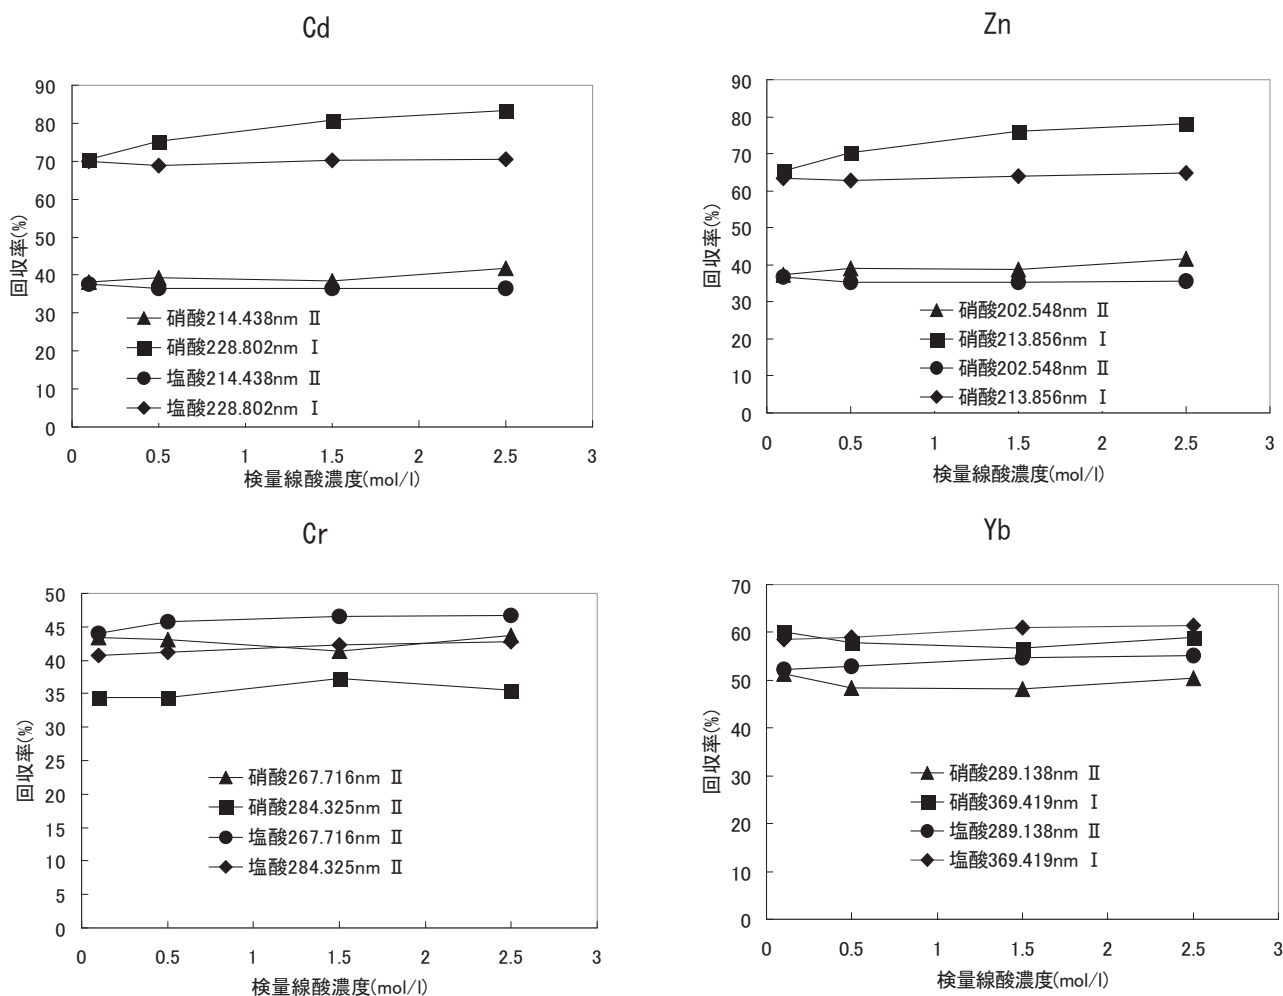 Cd
90
80
70
60
50
40
30
20
10
0
回収率(%)
硝酸214.438nm Ⅱ
硝酸228.802nm Ⅰ
塩酸214.438nm Ⅱ
塩酸228.802nm Ⅰ
0 0.5 1 1.5 2 2.5 3
検量線酸濃度(mol/l)
Zn
90
80
70
60
50
40
30
20
10
0
回収率(%)
硝酸202.548nm Ⅱ
硝酸213.856nm Ⅰ
硝酸202.548nm Ⅱ
硝酸213.856nm Ⅰ
0 0.5 1 1.5 2 2.5 3
検量線酸濃度(mol/l)
Cr
50
45
40
35
30
25
20
15
10
5
0
回収率(%)
硝酸267.716nm Ⅱ
硝酸284.325nm Ⅱ
塩酸267.716nm Ⅱ
塩酸284.325nm Ⅱ
0 0.5 1 1.5 2 2.5 3
検量線酸濃度(mol/l)
Yb
70
60
50
40
30
20
10
0
回収率(%)
硝酸289.138nm Ⅱ
硝酸369.419nm Ⅰ
塩酸289.138nm Ⅱ
塩酸369.419nm Ⅰ
0 0.5 1 1.5 2 2.5 3
検量線酸濃度(mol/l)